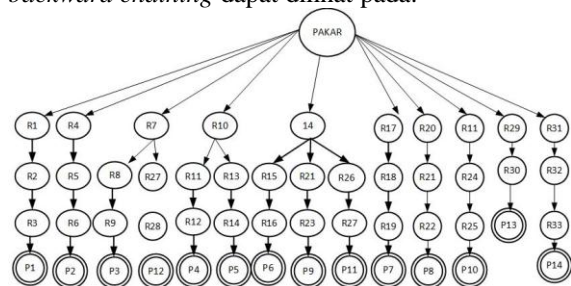 backward chaining dapat dilihat pada:
PAKAR
R1 R4 R7 R10 14 R17 R20 R11 R29 R31
R2 R5 R8 R27 R11 R13 R15 R21 R26 R18 R21 R24 R30 R32
R3 R6 R9 R28 R12 R14 R16 R23 R27 R19 R22 R25 P13 R33
P1 P2 P3 P12 P4 P5 P6 P9 P11 P7 P8 P10 P14